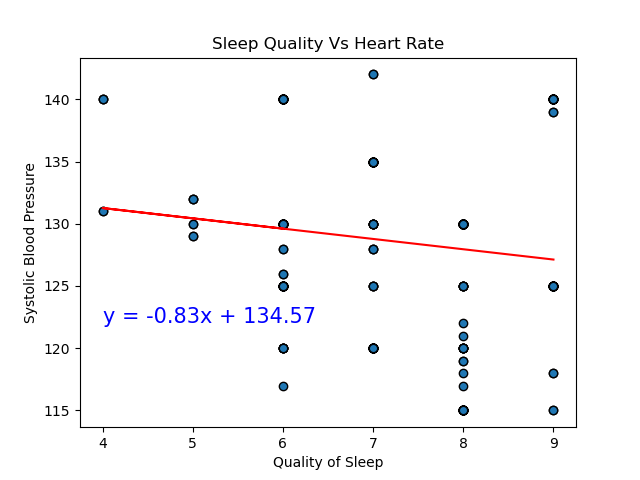 Sleep Quality Vs Heart Rate
140
135
130
125
120
115
Systolic Blood Pressure
y = -0.83x + 134.57
4 5 6 7 8 9
Quality of Sleep